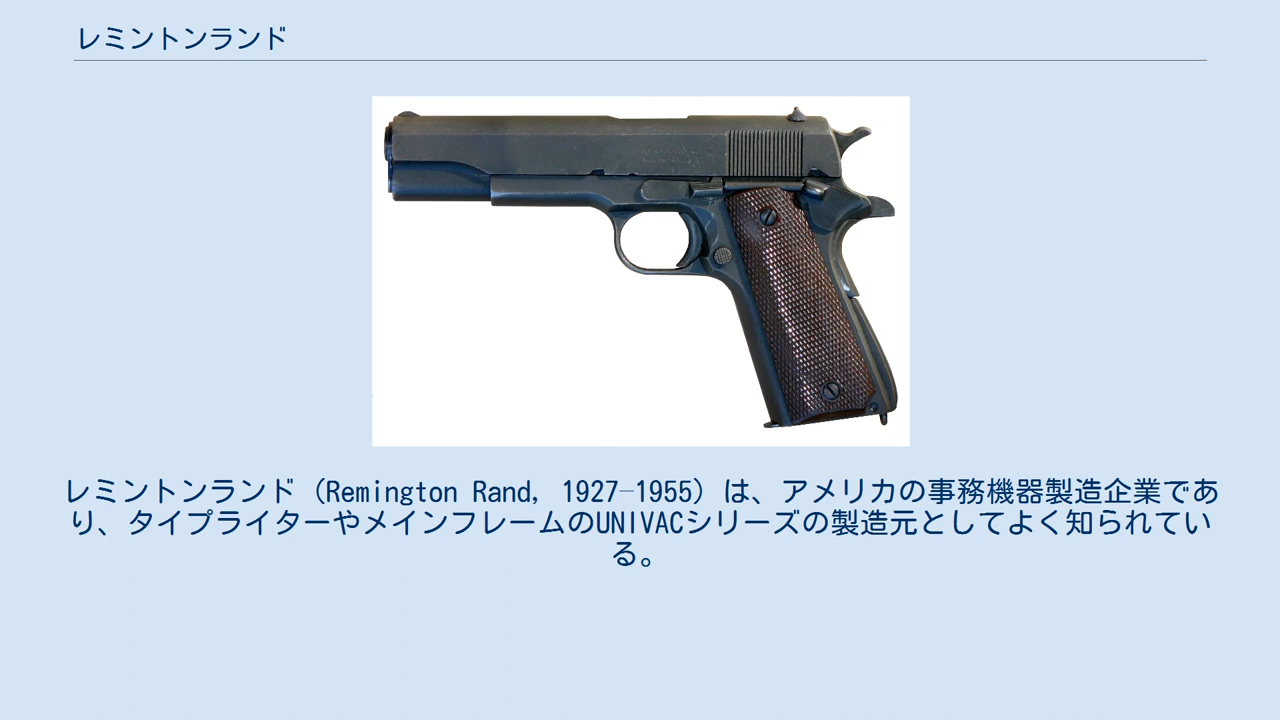 レミントンランド
レミントンランド（Remington Rand, 1927–1955）は、アメリカの事務機器製造企業であ
り、タイプライターやメインフレームのUNIVACシリーズの製造元としてよく知られてい
る。